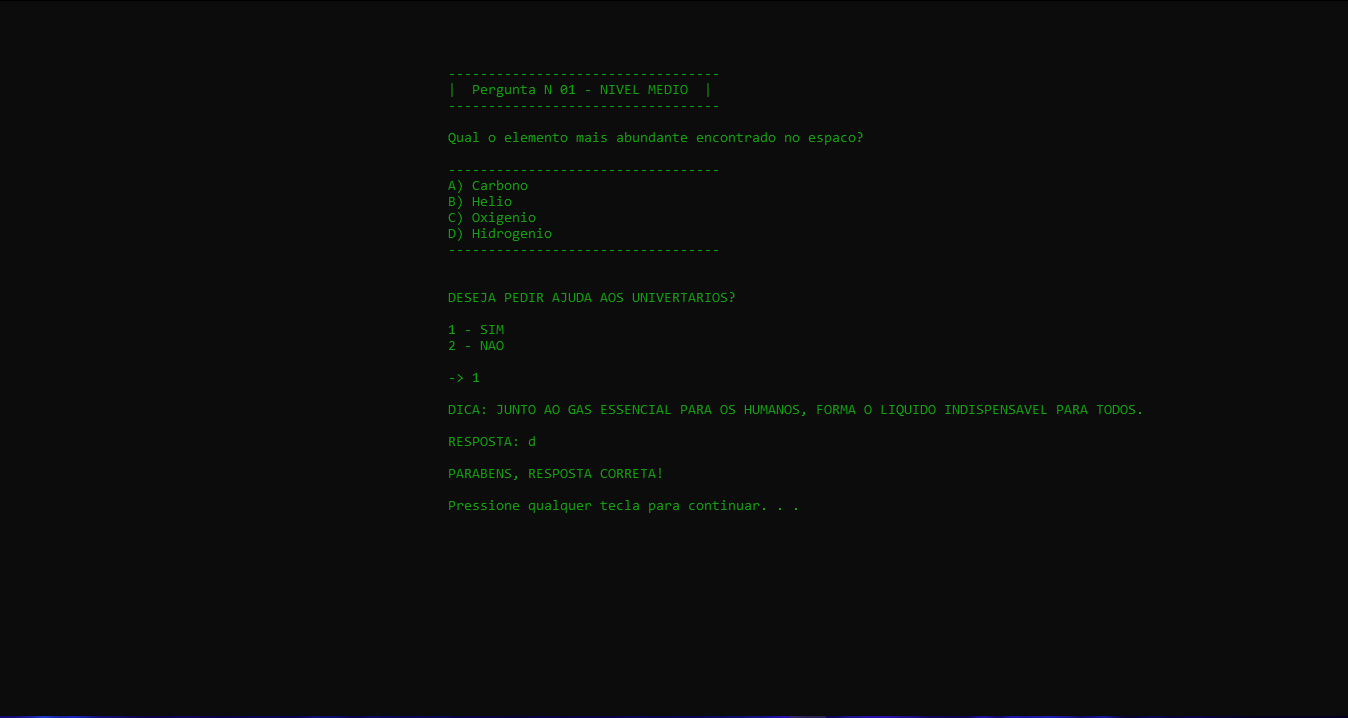 ----------------------------------
|  Pergunta N 01 - NIVEL MEDIO  |
----------------------------------
Qual o elemento mais abundante encontrado no espaco?
----------------------------------
A) Carbono
B) Helio
C) Oxigenio
D) Hidrogenio
----------------------------------
DESEJA PEDIR AJUDA AOS UNIVERTARIOS?
1 - SIM
2 - NAO
-> 1
DICA: JUNTO AO GAS ESSENCIAL PARA OS HUMANOS, FORMA O LIQUIDO INDISPENSAVEL PARA TODOS.
RESPOSTA: d
PARABENS, RESPOSTA CORRETA!
Pressione qualquer tecla para continuar. . .